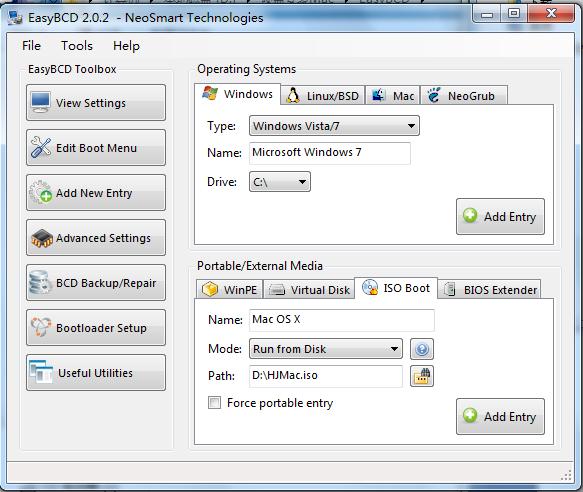 EasyBCD 2.0.2 - NeoSmart Technologies
File Tools Help
EasyBCD Toolbox
View Settings
Edit Boot Menu
Add New Entry
Advanced Settings
BCD Backup/Repair
Bootloader Setup
Useful Utilities
Operating Systems
Windows Linux/BSD Mac NeoGrub
Type: Windows Vista/7
Name: Microsoft Windows 7
Drive: C:\
Add Entry
Portable/External Media
WinPE Virtual Disk ISO Boot BIOS Extender
Name: Mac OS X
Mode: Run from Disk
Path: D:\HJMac.iso
Force portable entry
Add Entry